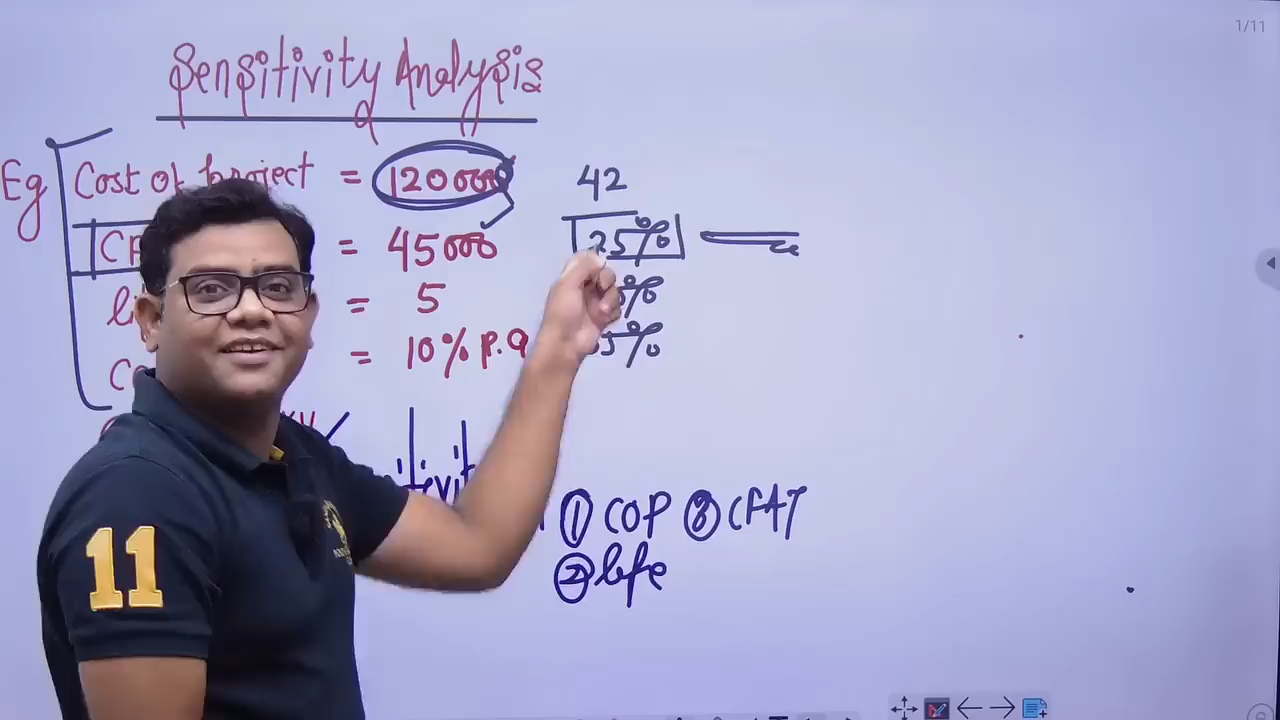 1/11
Sensitivity Analysis
Eg Cost of project = 120000 42
= 45000 25%
= 5
= 10% p.a
① COP ③ CFAT
② life
11